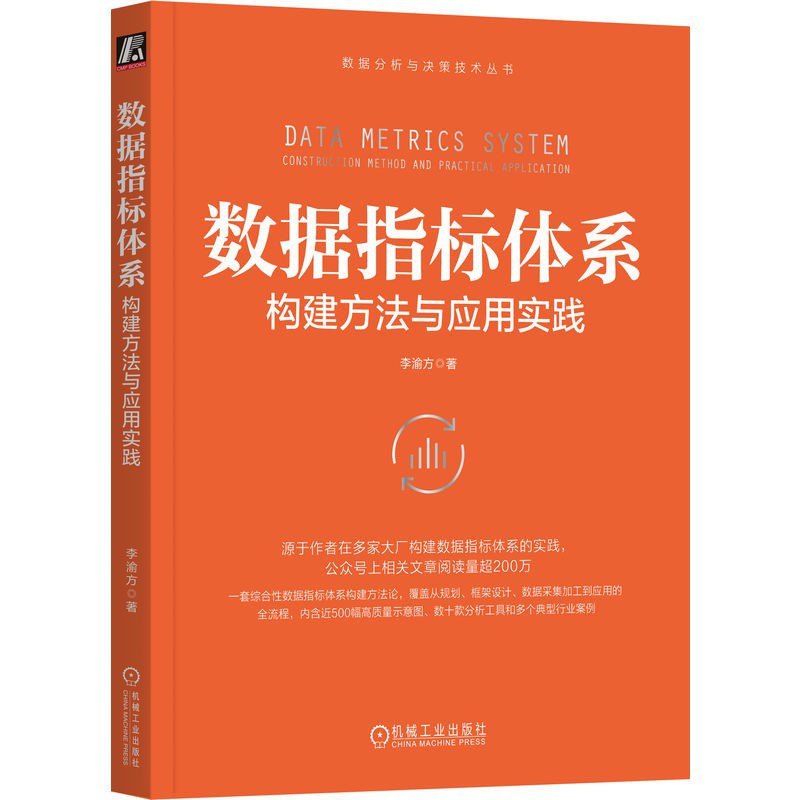 数据分析与决策技术丛书
DATA METRICS SYSTEM
CONSTRUCTION METHOD AND PRACTICAL APPLICATION
数据指标体系
构建方法与应用实践
李渝方◎著
源于作者在多家大厂构建数据指标体系的实践，
公众号上相关文章阅读量超200万
一套综合性数据指标体系构建方法论，覆盖从规划、框架设计、数据采集加工到应用的
全流程，内含近500幅高质量示意图、数十款分析工具和多个典型行业案例
机械工业出版社
CHINA MACHINE PRESS
CMP BOOKS
数据指标体系
构建方法与应用实践
李渝方◎著
机械工业出版社
CHINA MACHINE PRESS